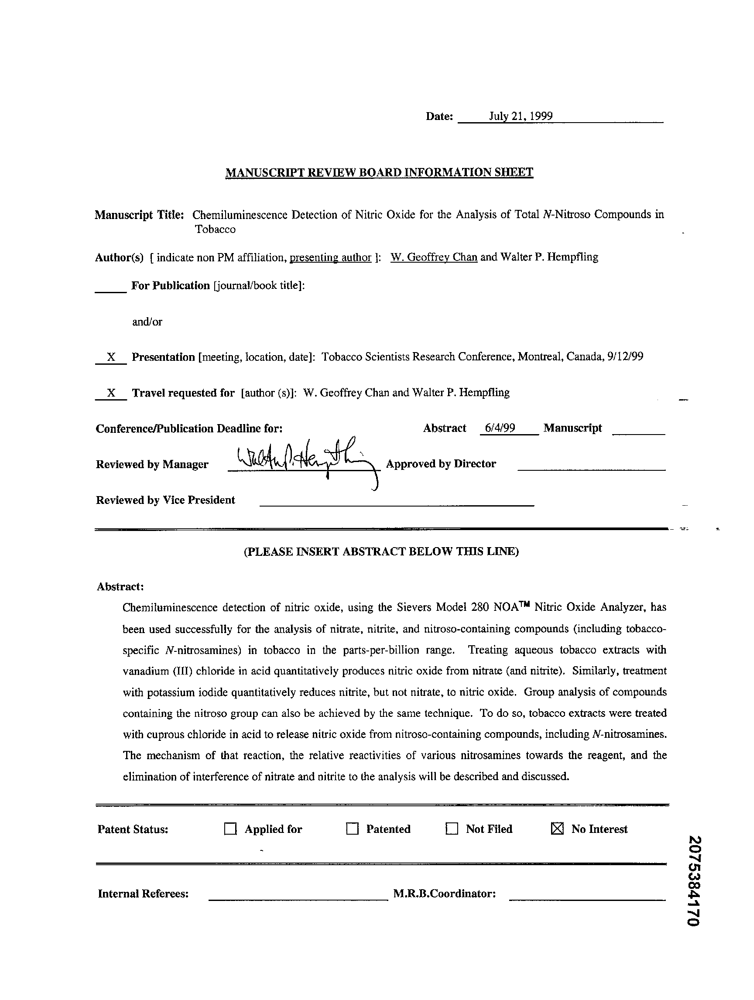 Date: July 21, 1999
MANUSCRIPT REVIEW BOARD INFORMATION SHEET
Manuscript Title: Chemiluminescence Detection of Nitric Oxide for the Analysis of Total N-Nitroso Compounds in
Tobacco
Author(s) [ indicate non PM affiliation, presenting author ]: W. Geoffrey Chan and Walter P. Hempfling
For Publication [journal/book title]:
and/or
X Presentation [meeting, location, date]: Tobacco Scientists Research Conference, Montreal, Canada, 9/12/99
X Travel requested for [author (s)]: W. Geoffrey Chan and Walter P. Hempfling
Conference/Publication Deadline for: Abstract 6/4/99 Manuscript
Reviewed by Manager Approved by Director
Reviewed by Vice President
(PLEASE INSERT ABSTRACT BELOW THIS LINE)
Abstract:
Chemiluminescence detection of nitric oxide, using the Sievers Model 280 NOA™ Nitric Oxide Analyzer, has
been used successfully for the analysis of nitrate, nitrite, and nitroso-containing compounds (including tobacco-
specific N-nitrosamines) in tobacco in the parts-per-billion range. Treating aqueous tobacco extracts with
vanadium (III) chloride in acid quantitatively produces nitric oxide from nitrate (and nitrite). Similarly, treatment
with potassium iodide quantitatively reduces nitrite, but not nitrate, to nitric oxide. Group analysis of compounds
containing the nitroso group can also be achieved by the same technique. To do so, tobacco extracts were treated
with cuprous chloride in acid to release nitric oxide from nitroso-containing compounds, including N-nitrosamines.
The mechanism of that reaction, the relative reactivities of various nitrosamines towards the reagent, and the
elimination of interference of nitrate and nitrite to the analysis will be described and discussed.
Patent Status: ☐ Applied for ☐ Patented ☐ Not Filed ☒ No Interest
Internal Referees: M.R.B.Coordinator:
2075384170